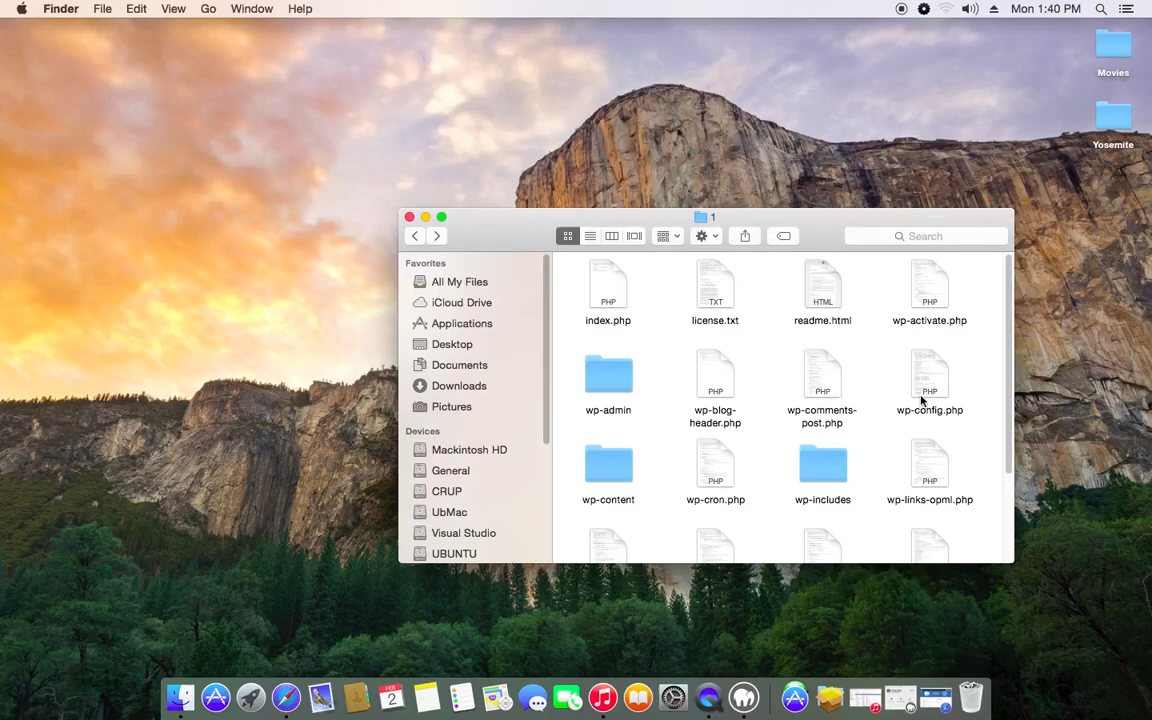 Finder File Edit View Go Window Help
Mon 1:40 PM
Movies
Yosemite
1
Search
Favorites
All My Files
iCloud Drive
Applications
Desktop
Documents
Downloads
Pictures
Devices
Mackintosh HD
General
CRUP
UbMac
Visual Studio
UBUNTU
PHP TXT HTML PHP
index.php license.txt readme.html wp-activate.php
PHP PHP PHP
wp-admin wp-blog- wp-comments- wp-config.php
header.php post.php
PHP PHP
wp-content wp-cron.php wp-includes wp-links-opml.php
FEB
2